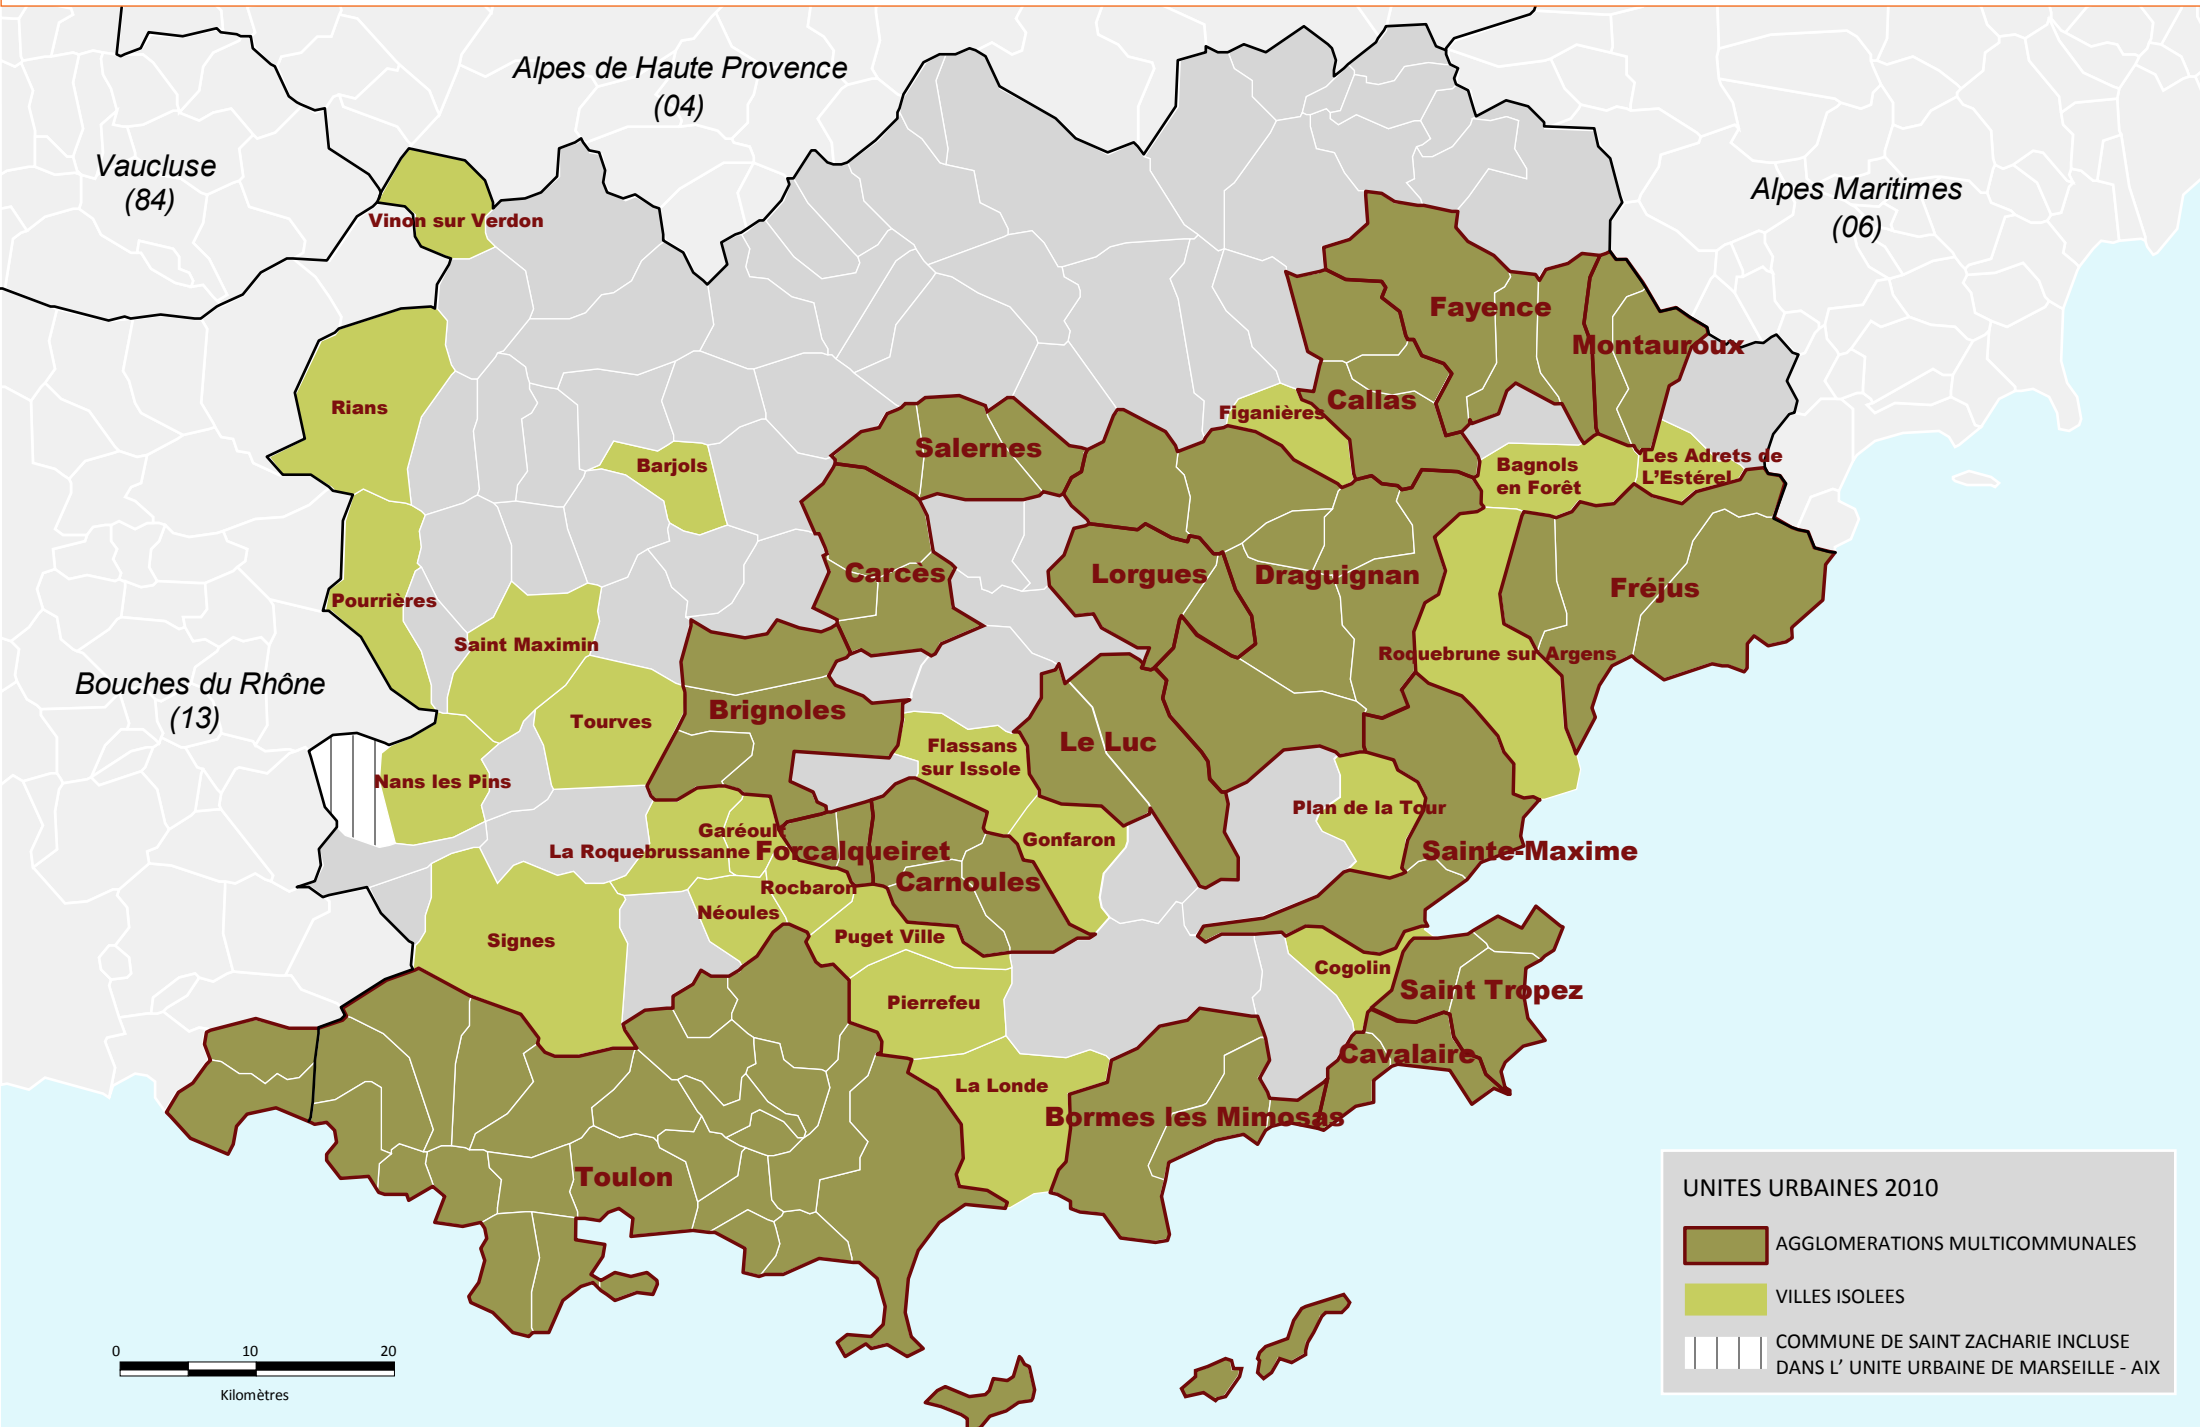 Alpes de Haute Provence
(04)
Vaucluse
(84)
Alpes Maritimes
(06)
Vinon sur Verdon
Fayence
Montauroux
Rians
Callas
Figanières
Salernes
Barjols
Bagnols
en Forêt
Les Adrets de
L'Estérel
Carcès
Lorgues
Draguignan
Fréjus
Pourrières
Saint Maximin
Roquebrune sur Argens
Bouches du Rhône
(13)
Brignoles
Tourves
Le Luc
Flassans
sur Issole
Nans les Pins
Plan de la Tour
Garéoult
Gonfaron
La Roquebrussanne
Forcalqueiret
Sainte-Maxime
Carnoules
Rocbaron
Néoules
Puget Ville
Signes
Cogolin
Saint Tropez
Pierrefeu
Cavalaire
La Londe
Bormes les Mimosas
Toulon
UNITES URBAINES 2010
AGGLOMERATIONS MULTICOMMUNALES
VILLES ISOLEES
COMMUNE DE SAINT ZACHARIE INCLUSE
DANS L' UNITE URBAINE DE MARSEILLE - AIX
0 10 20
Kilomètres